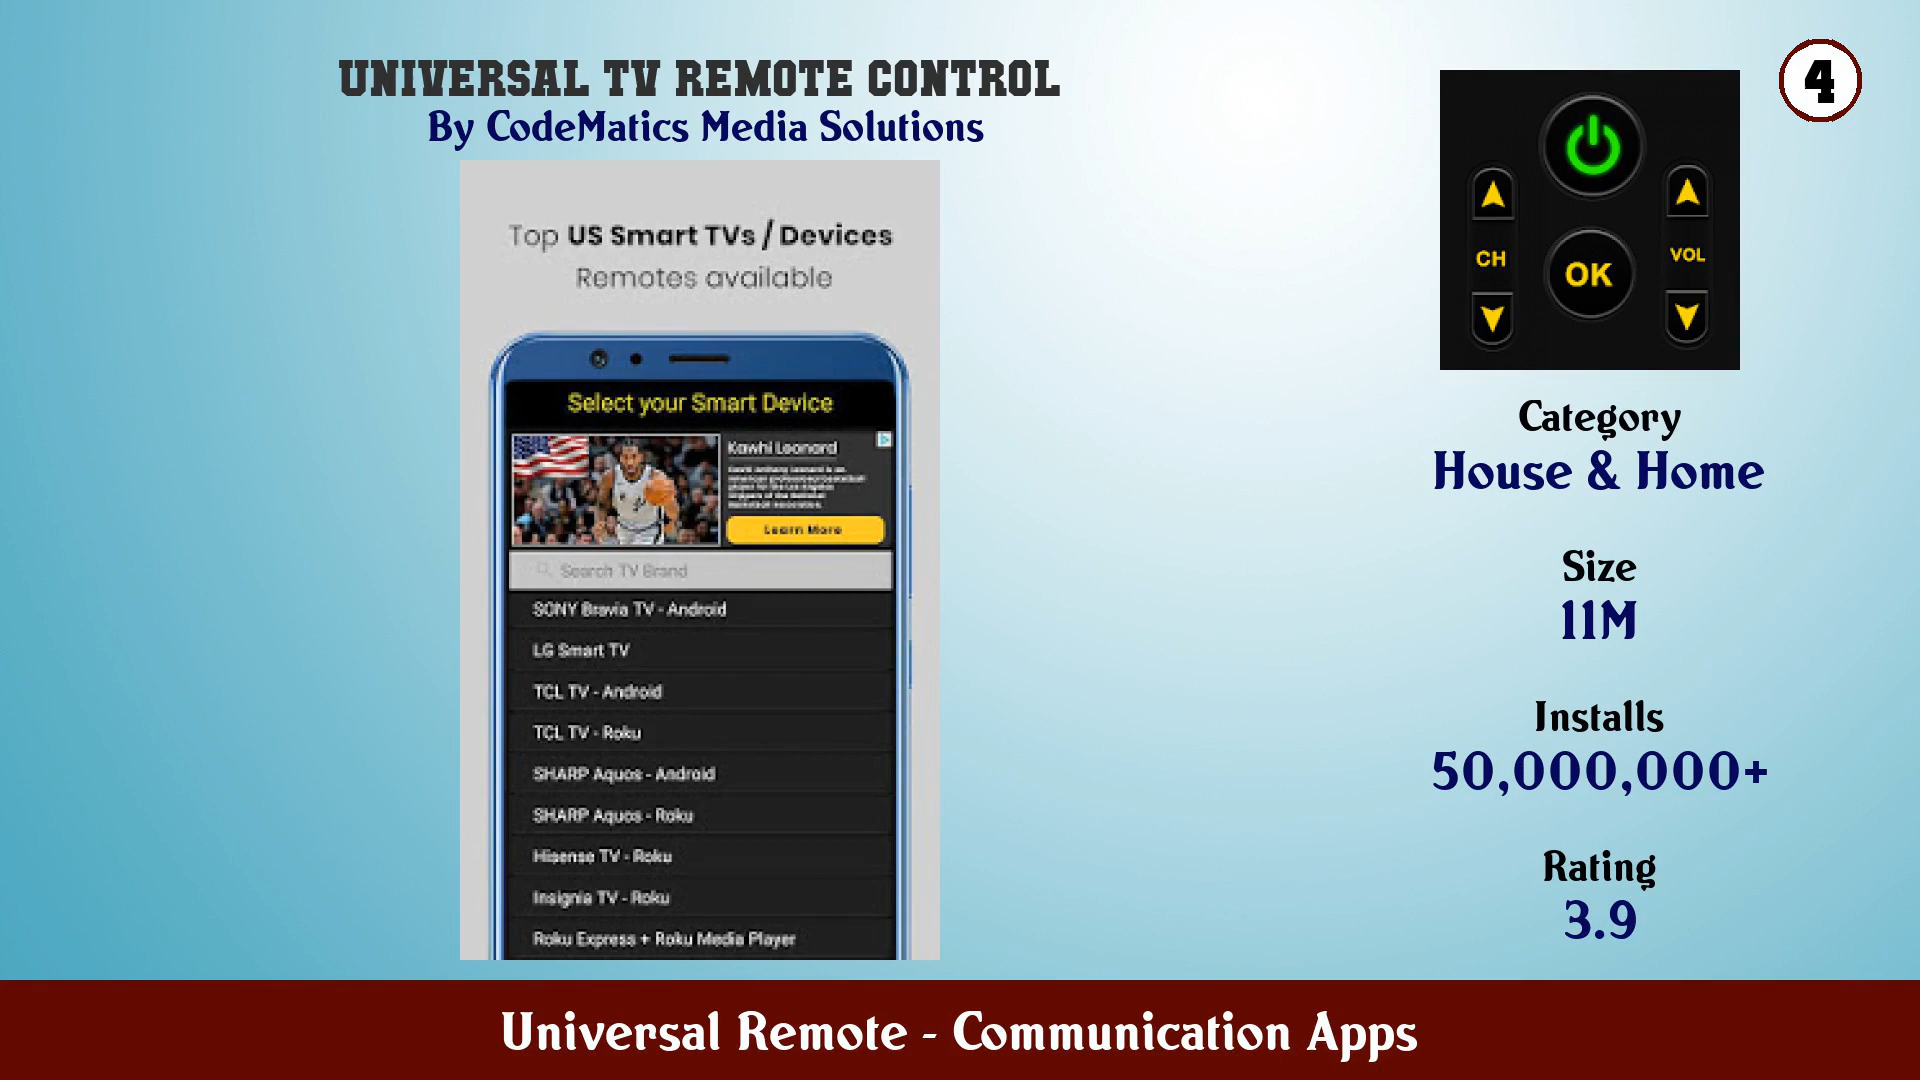 UNIVERSAL TV REMOTE CONTROL
By CodeMatics Media Solutions
4
Top US Smart TVs / Devices
Remotes available
Select your Smart Device
Kawhi Leonard
Learn More
Search TV Brand
SONY Bravia TV - Android
LG Smart TV
TCL TV - Android
TCL TV - Roku
SHARP Aquos - Android
SHARP Aquos - Roku
Hisense TV - Roku
Insignia TV - Roku
Roku Express + Roku Media Player
CH
OK
VOL
Category
House & Home
Size
11M
Installs
50,000,000+
Rating
3.9
Universal Remote - Communication Apps